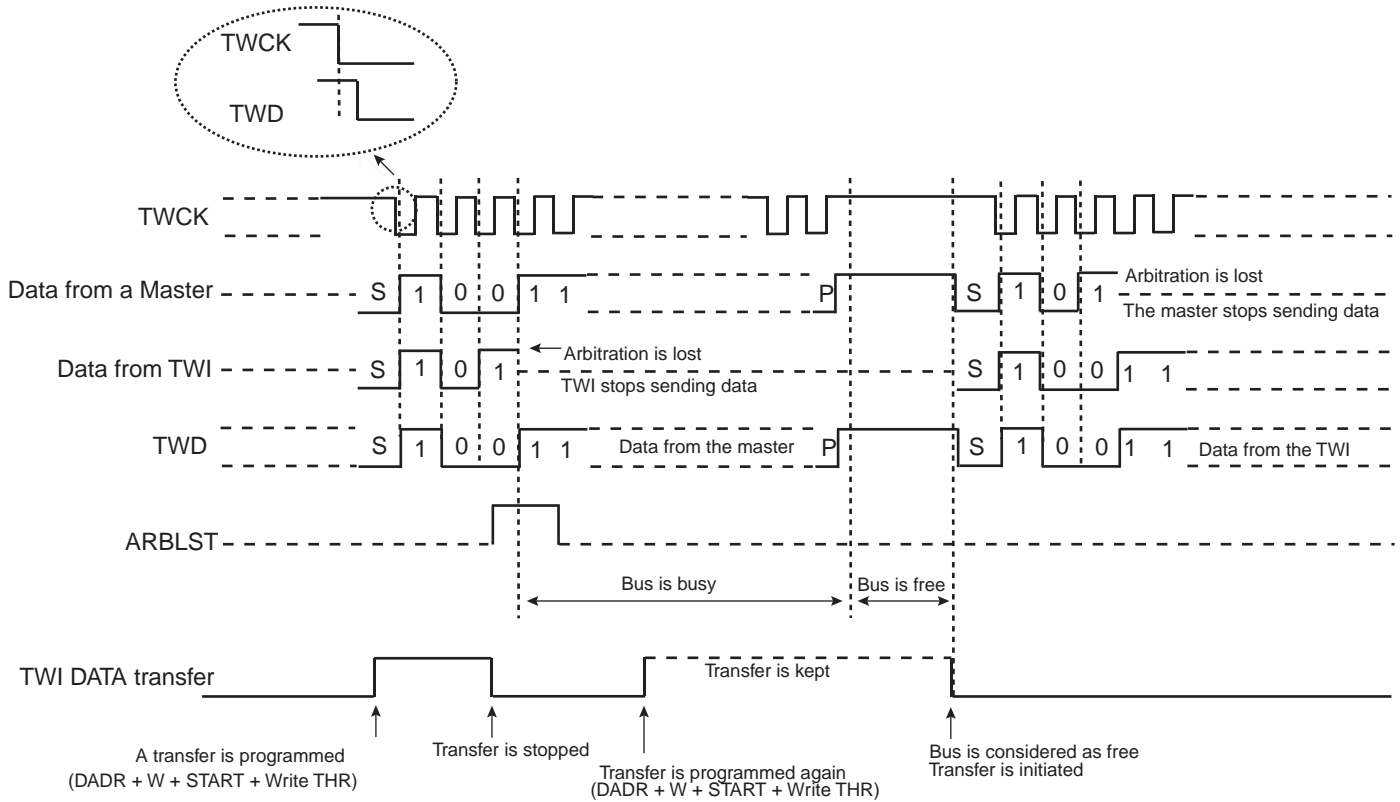 TWCK
TWD
TWCK
Data from a Master S 1 0 0 1 1 P S 1 0 1 Arbitration is lost
The master stops sending data
Data from TWI S 1 0 1 Arbitration is lost S 1 0 0 1 1
TWI stops sending data
TWD S 1 0 0 1 1 Data from the master P S 1 0 0 1 1 Data from the TWI
ARBLST
Bus is busy Bus is free
TWI DATA transfer Transfer is kept
A transfer is programmed
(DADR + W + START + Write THR)
Transfer is stopped
Transfer is programmed again
(DADR + W + START + Write THR)
Bus is considered as free
Transfer is initiated